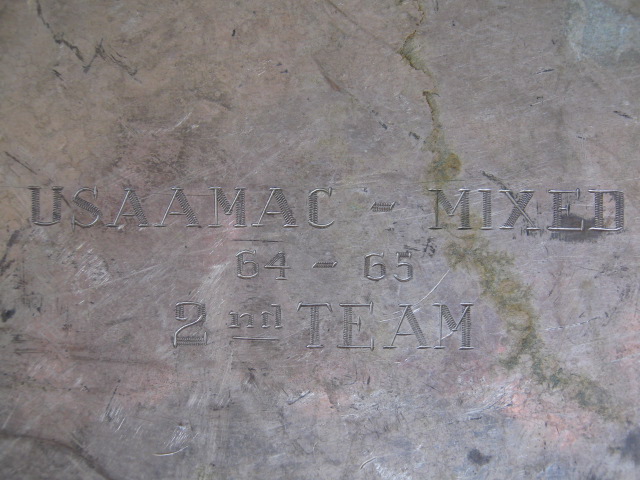 USAAMAC - MIXED
64 - 65
2nd TEAM